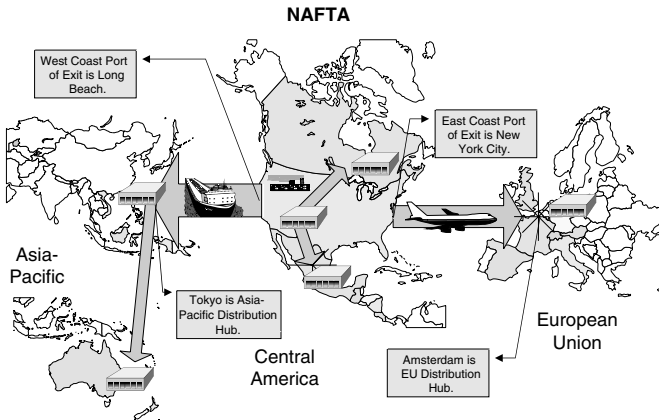 NAFTA
West Coast Port
of Exit is Long
Beach.
East Coast Port
of Exit is New
York City.
Asia-
Pacific
Tokyo is Asia-
Pacific Distribution
Hub.
Central
America
Amsterdam is
EU Distribution
Hub.
European
Union